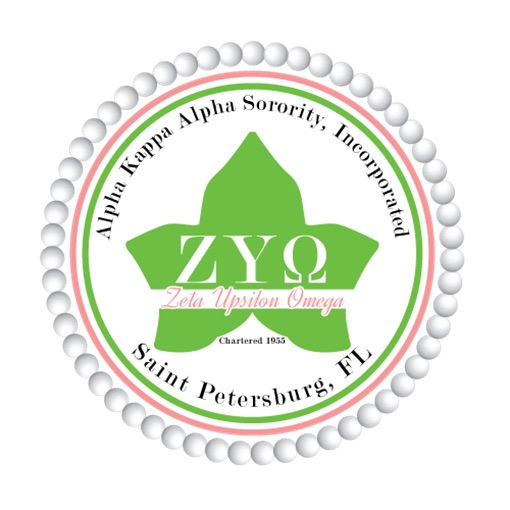 Alpha Kappa Alpha Sorority, Incorporated
ΖΥΩ
Zeta Upsilon Omega
Chartered 1955
Saint Petersburg, FL